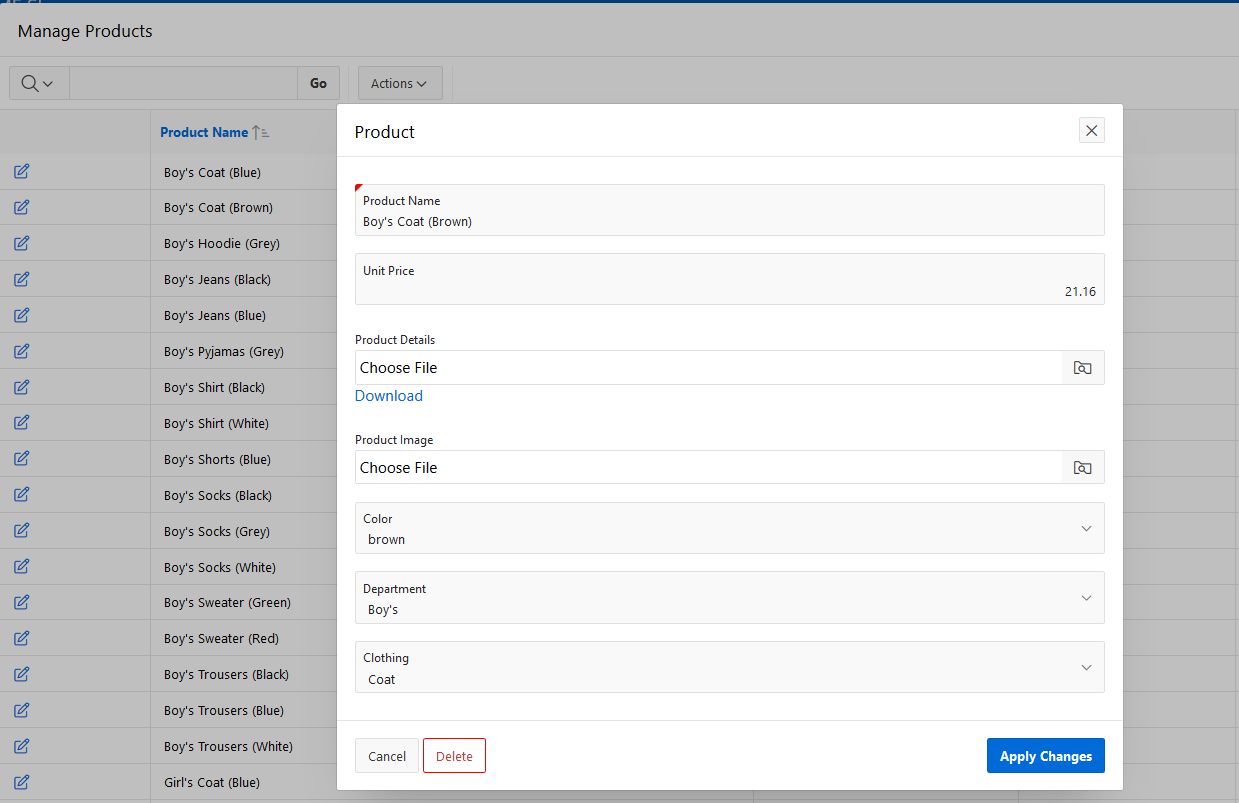 Manage Products
Go
Actions
Product Name
Boy's Coat (Blue)
Boy's Coat (Brown)
Boy's Hoodie (Grey)
Boy's Jeans (Black)
Boy's Jeans (Blue)
Boy's Pyjamas (Grey)
Boy's Shirt (Black)
Boy's Shirt (White)
Boy's Shorts (Blue)
Boy's Socks (Black)
Boy's Socks (Grey)
Boy's Socks (White)
Boy's Sweater (Green)
Boy's Sweater (Red)
Boy's Trousers (Black)
Boy's Trousers (Blue)
Boy's Trousers (White)
Girl's Coat (Blue)
Product
Product Name
Boy's Coat (Brown)
Unit Price
21.16
Product Details
Choose File
Download
Product Image
Choose File
Color
brown
Department
Boy's
Clothing
Coat
Cancel
Delete
Apply Changes